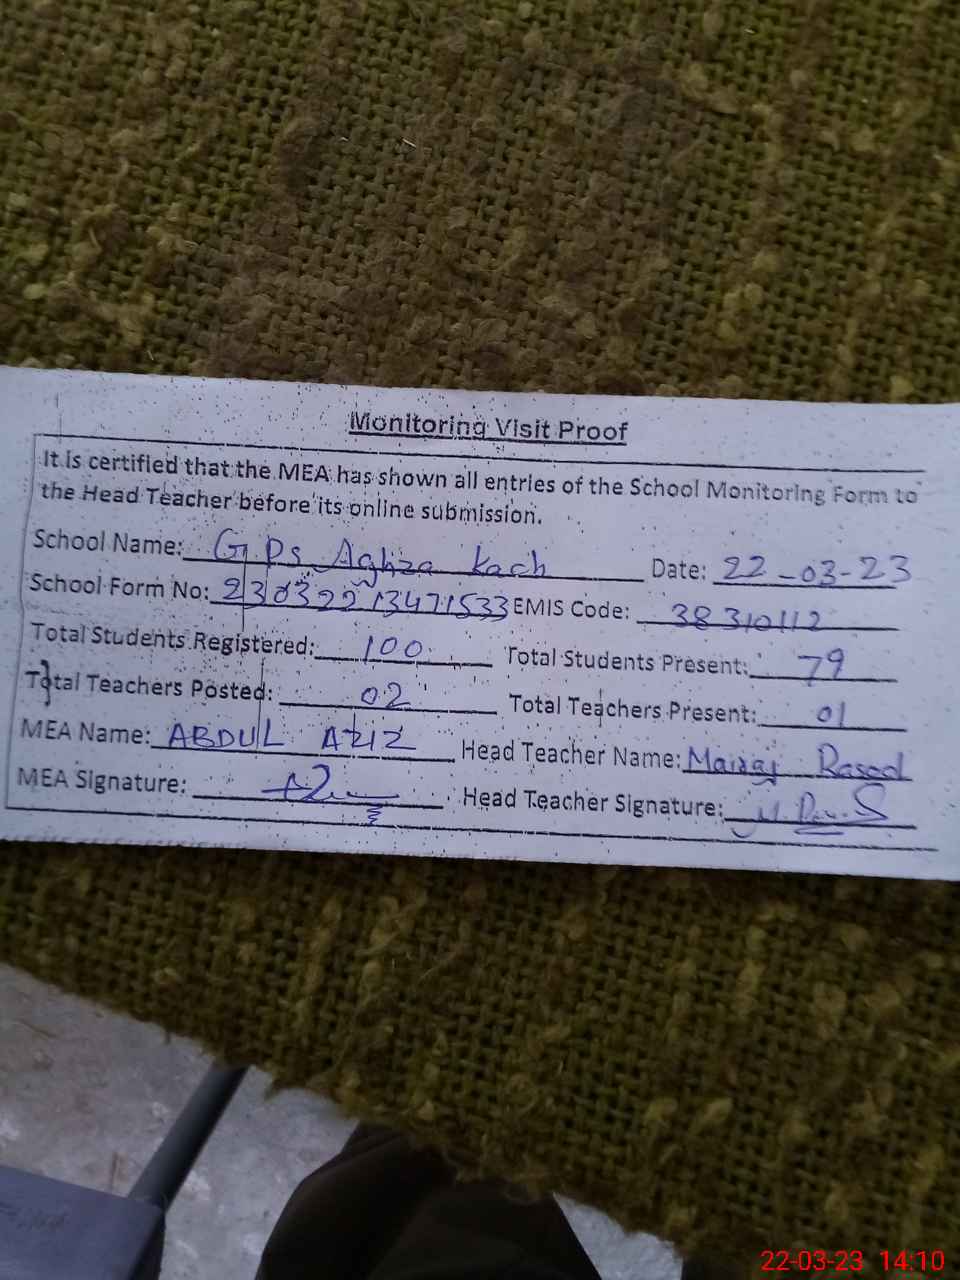 Monitoring Visit Proof
It is certified that the MEA has shown all entries of the School Monitoring Form to
the Head Teacher before its online submission.
School Name: GPS Aghza Kach Date: 22-03-23
School Form No: 23032213471533 EMIS Code: 38310112
Total Students Registered: 100 Total Students Present: 79
Total Teachers Posted: 02 Total Teachers Present: 01
MEA Name: ABDUL AZIZ Head Teacher Name:
MEA Signature: Head Teacher Signature:
22-03-23 14:10